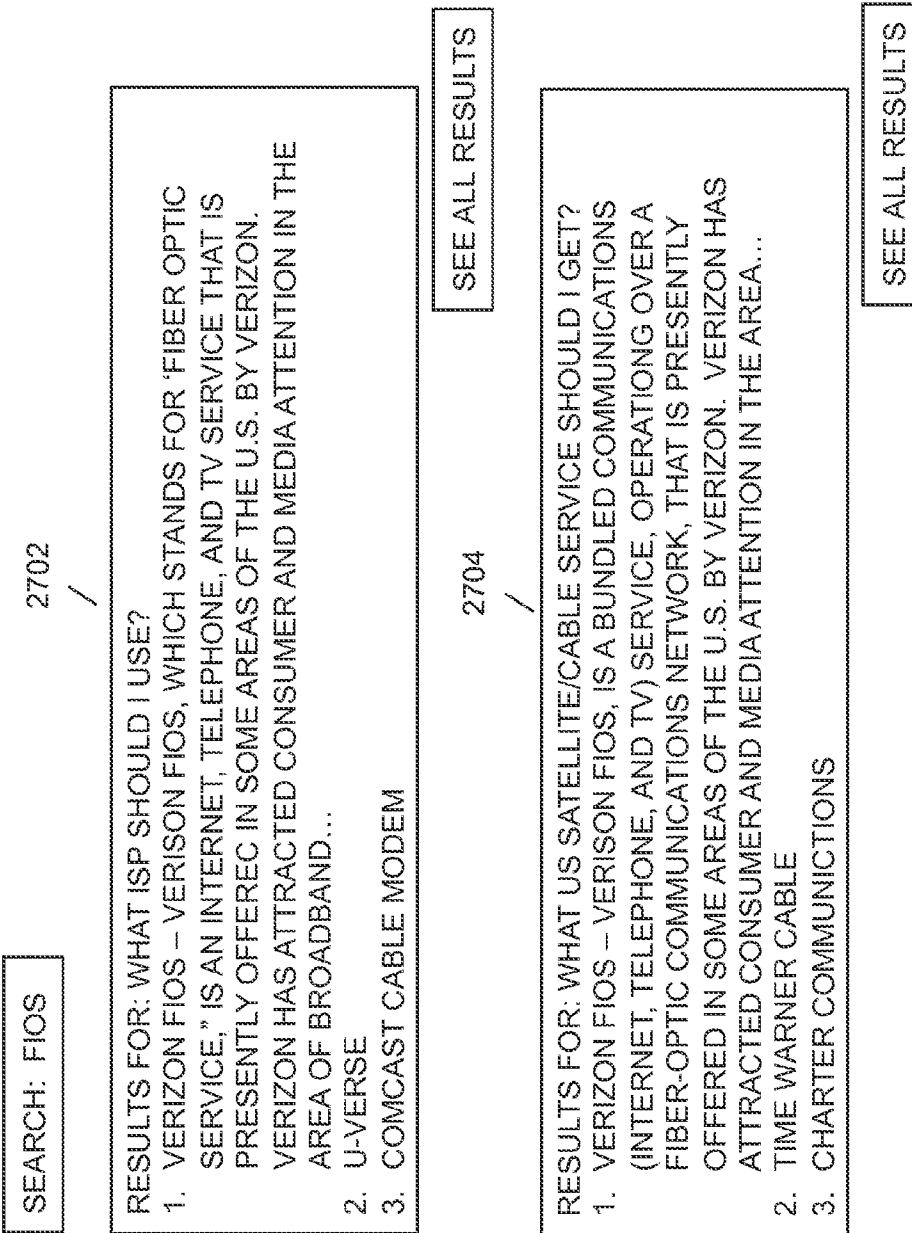 SEARCH: FIOS
2702
RESULTS FOR: WHAT ISP SHOULD I USE?
1. VERIZON FIOS – VERISON FIOS, WHICH STANDS FOR ‘FIBER OPTIC
SERVICE,” IS AN INTERNET, TELEPHONE, AND TV SERVICE THAT IS
PRESENTLY OFFEREC IN SOME AREAS OF THE U.S. BY VERIZON.
VERIZON HAS ATTRACTED CONSUMER AND MEDIA ATTENTION IN THE
AREA OF BROADBAND…
2. U-VERSE
3. COMCAST CABLE MODEM
SEE ALL RESULTS
2704
RESULTS FOR: WHAT US SATELLITE/CABLE SERVICE SHOULD I GET?
1. VERIZON FIOS – VERISON FIOS, IS A BUNDLED COMMUNICATIONS
(INTERNET, TELEPHONE, AND TV) SERVICE, OPERATIONG OVER A
FIBER-OPTIC COMMUNICATIONS NETWORK, THAT IS PRESENTLY
OFFERED IN SOME AREAS OF THE U.S. BY VERIZON. VERIZON HAS
ATTRACTED CONSUMER AND MEDIA ATTENTION IN THE AREA…
2. TIME WARNER CABLE
3. CHARTER COMMUNICTIONS
SEE ALL RESULTS